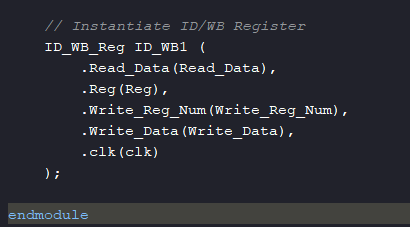 // Instantiate ID/WB Register
ID_WB_Reg ID_WB1 (
.Read_Data(Read_Data),
.Reg(Reg),
.Write_Reg_Num(Write_Reg_Num),
.Write_Data(Write_Data),
.clk(clk)
);
endmodule